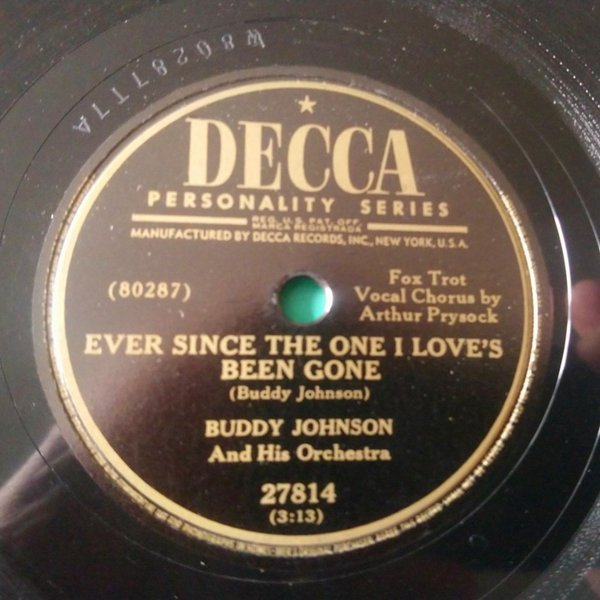 W80287T1A
DECCA
PERSONALITY SERIES
REG. U.S. PAT. OFF.
MARCA REGISTRADA
MANUFACTURED BY DECCA RECORDS, INC., NEW YORK, U.S.A.
(80287)
Fox Trot
Vocal Chorus by
Arthur Prysock
EVER SINCE THE ONE I LOVE'S
BEEN GONE
(Buddy Johnson)
BUDDY JOHNSON
And His Orchestra
27814
(3:13)